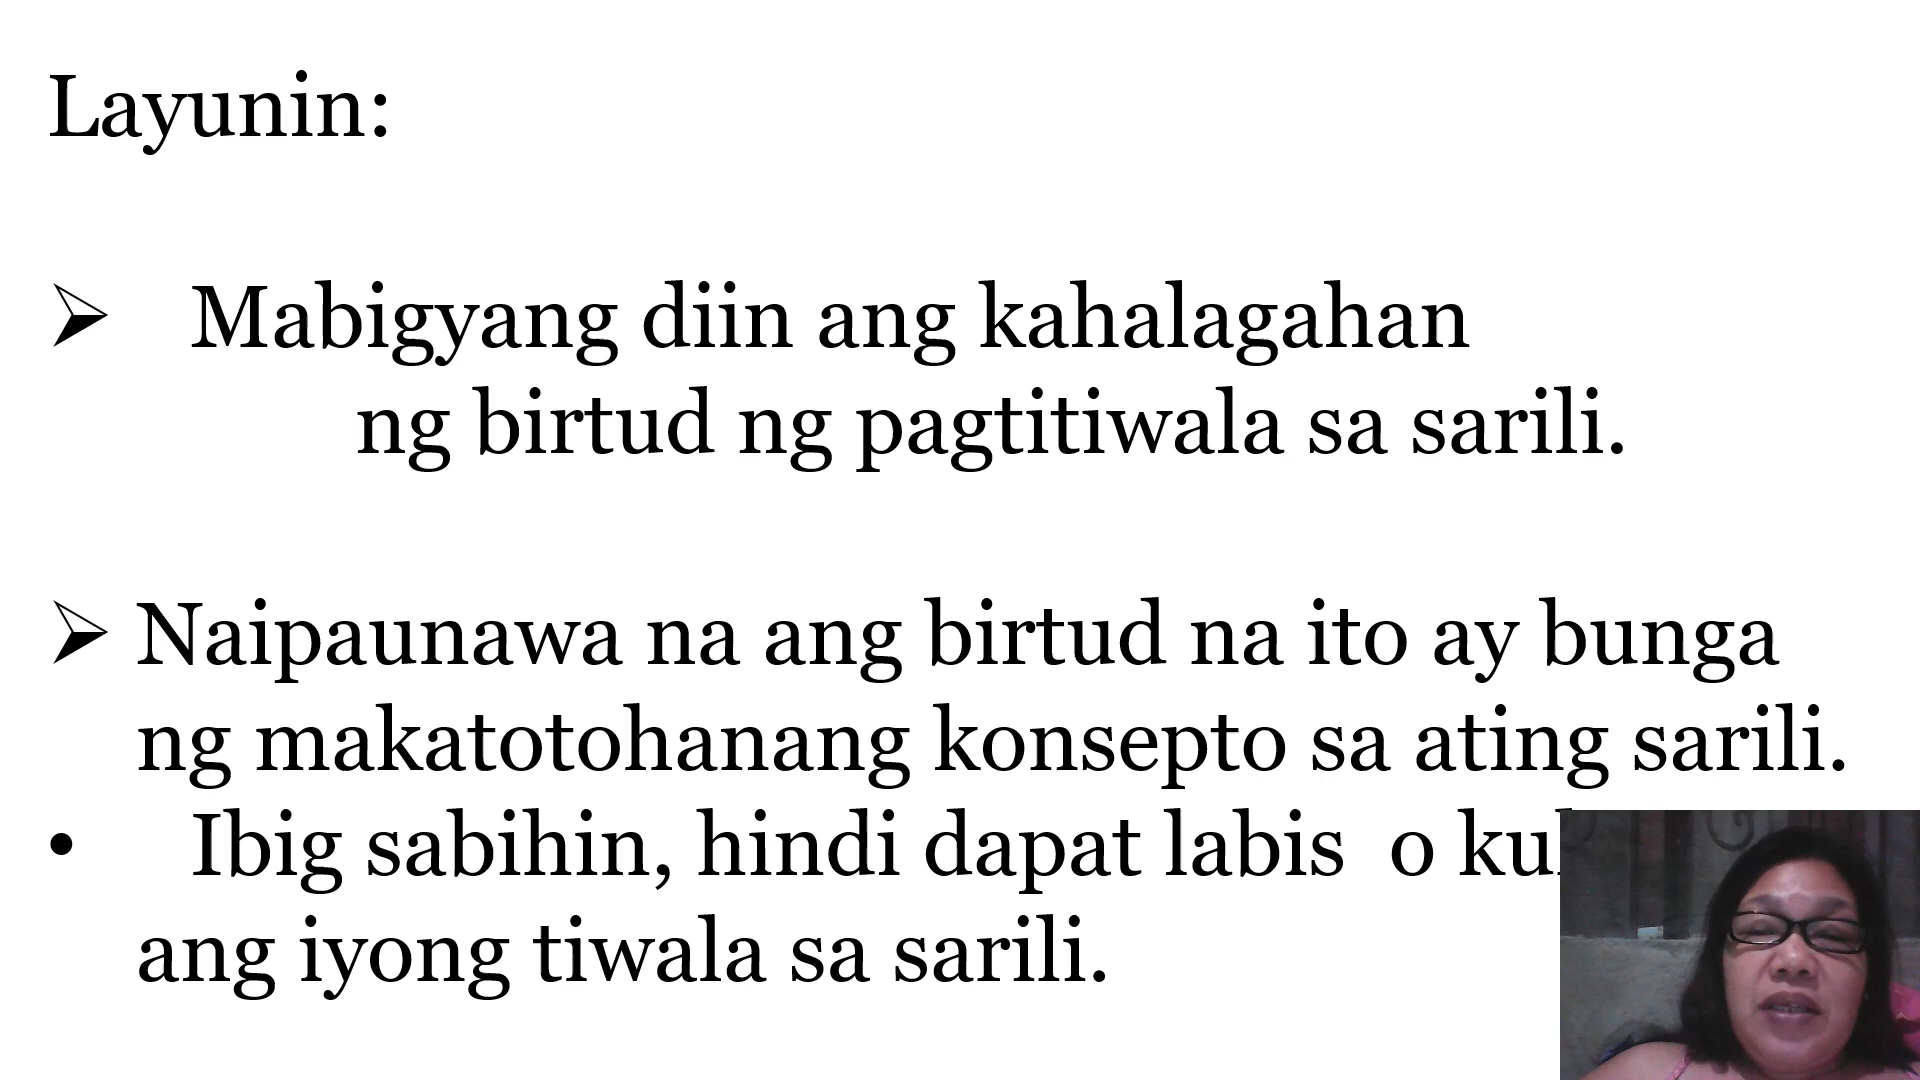 Layunin:
➢ Mabigyang diin ang kahalagahan
ng birtud ng pagtitiwala sa sarili.
➢ Naipaunawa na ang birtud na ito ay bunga
ng makatotohanang konsepto sa ating sarili.
• Ibig sabihin, hindi dapat labis o
ang iyong tiwala sa sarili.